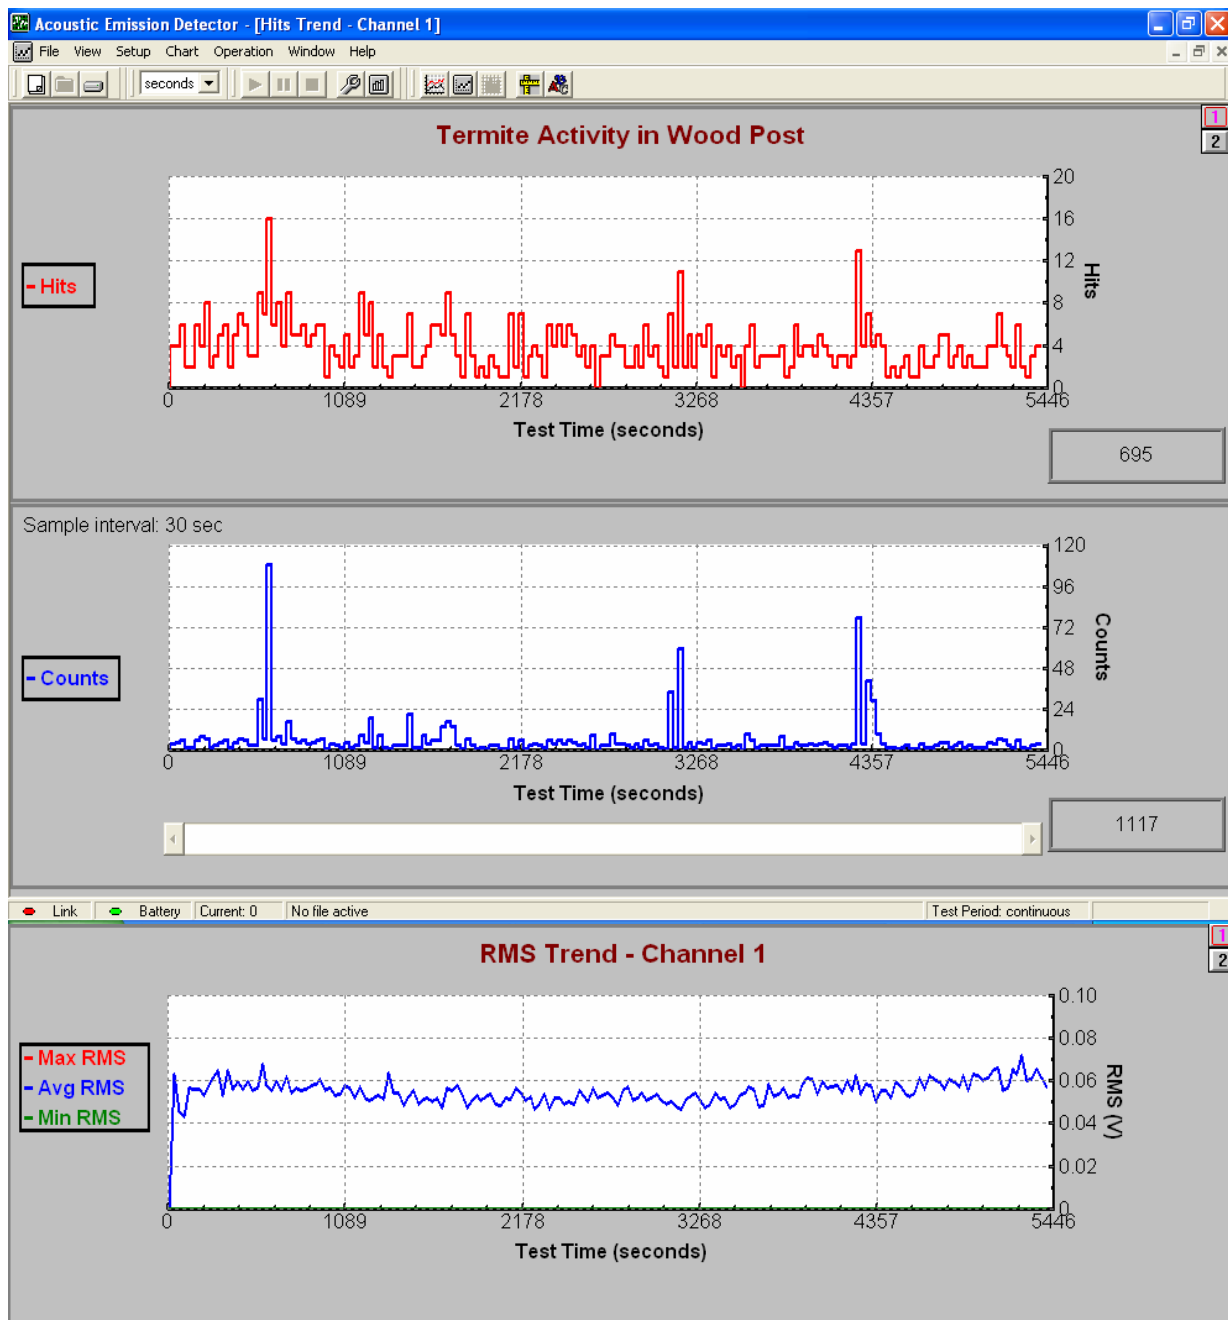 Acoustic Emission Detector - [Hits Trend - Channel 1]
File View Setup Chart Operation Window Help
seconds
Termite Activity in Wood Post
1
2
20
16
12
8
4
0
Hits
- Hits
0 1089 2178 3268 4357 5446
Test Time (seconds)
695
Sample interval: 30 sec
120
96
72
48
24
0
Counts
- Counts
0 1089 2178 3268 4357 5446
Test Time (seconds)
1117
Link Battery Current: 0 No file active Test Period: continuous
RMS Trend - Channel 1
1
2
0.10
0.08
0.06
0.04
0.02
0
RMS (V)
- Max RMS
- Avg RMS
- Min RMS
0 1089 2178 3268 4357 5446
Test Time (seconds)